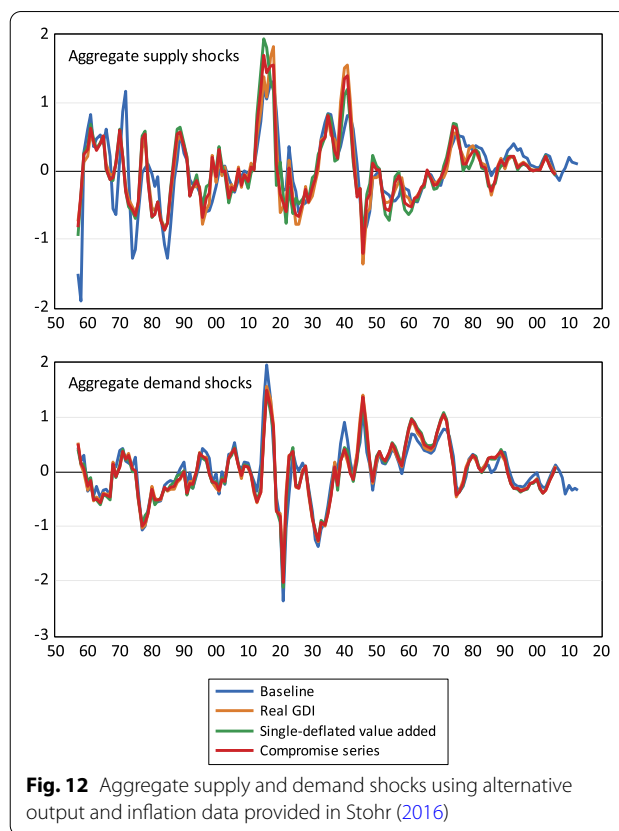 2
Aggregate supply shocks
1
0
-1
-2
50 60 70 80 90 00 10 20 30 40 50 60 70 80 90 00 10 20
2
Aggregate demand shocks
1
0
-1
-2
-3
50 60 70 80 90 00 10 20 30 40 50 60 70 80 90 00 10 20
Baseline
Real GDI
Single-deflated value added
Compromise series
Fig. 12 Aggregate supply and demand shocks using alternative
output and inflation data provided in Stohr (2016)